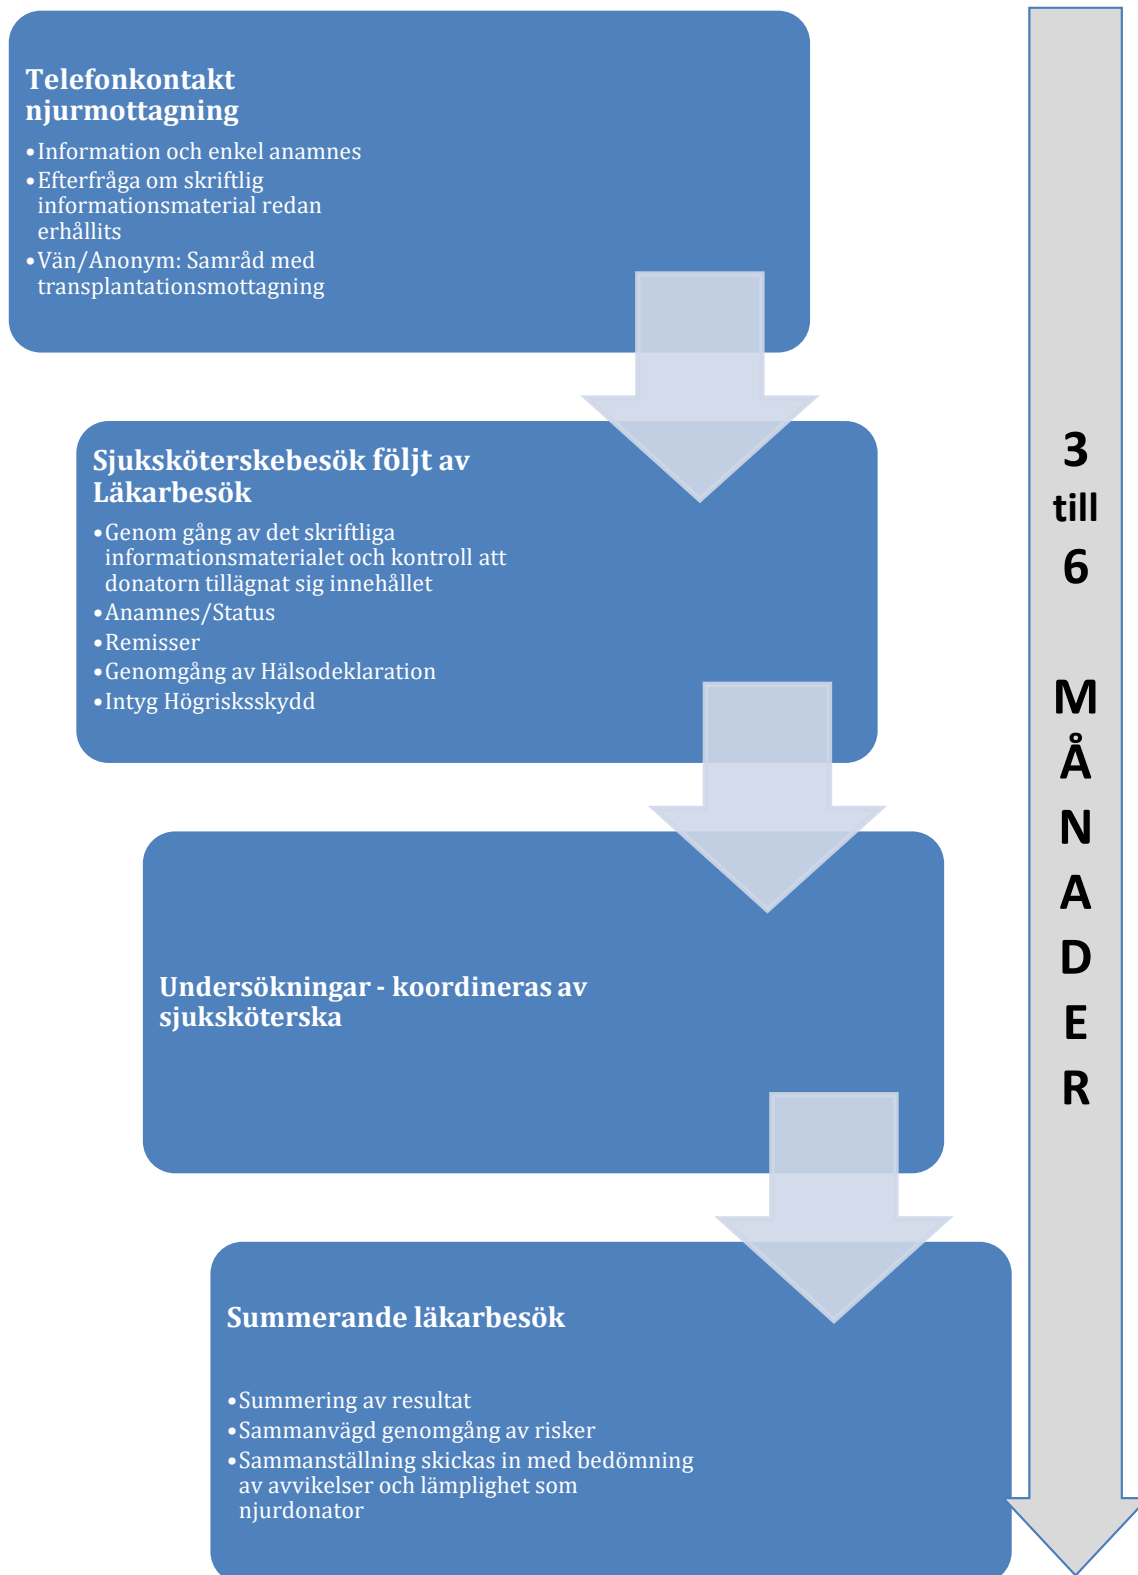 Telefonkontakt
njurmottagning
•Information och enkel anamnes
•Efterfråga om skriftlig
informationsmaterial redan
erhållits
•Vän/Anonym: Samråd med
transplantationsmottagning
Sjuksköterskebesök följt av
Läkarbesök
•Genom gång av det skriftliga
informationsmaterialet och kontroll att
donatorn tillägnat sig innehållet
•Anamnes/Status
•Remisser
•Genomgång av Hälsodeklaration
•Intyg Högrisksskydd
Undersökningar - koordineras av
sjuksköterska
Summerande läkarbesök
•Summering av resultat
•Sammanvägd genomgång av risker
•Sammanställning skickas in med bedömning
av avvikelser och lämplighet som
njurdonator
3
till
6
M
Å
N
A
D
E
R